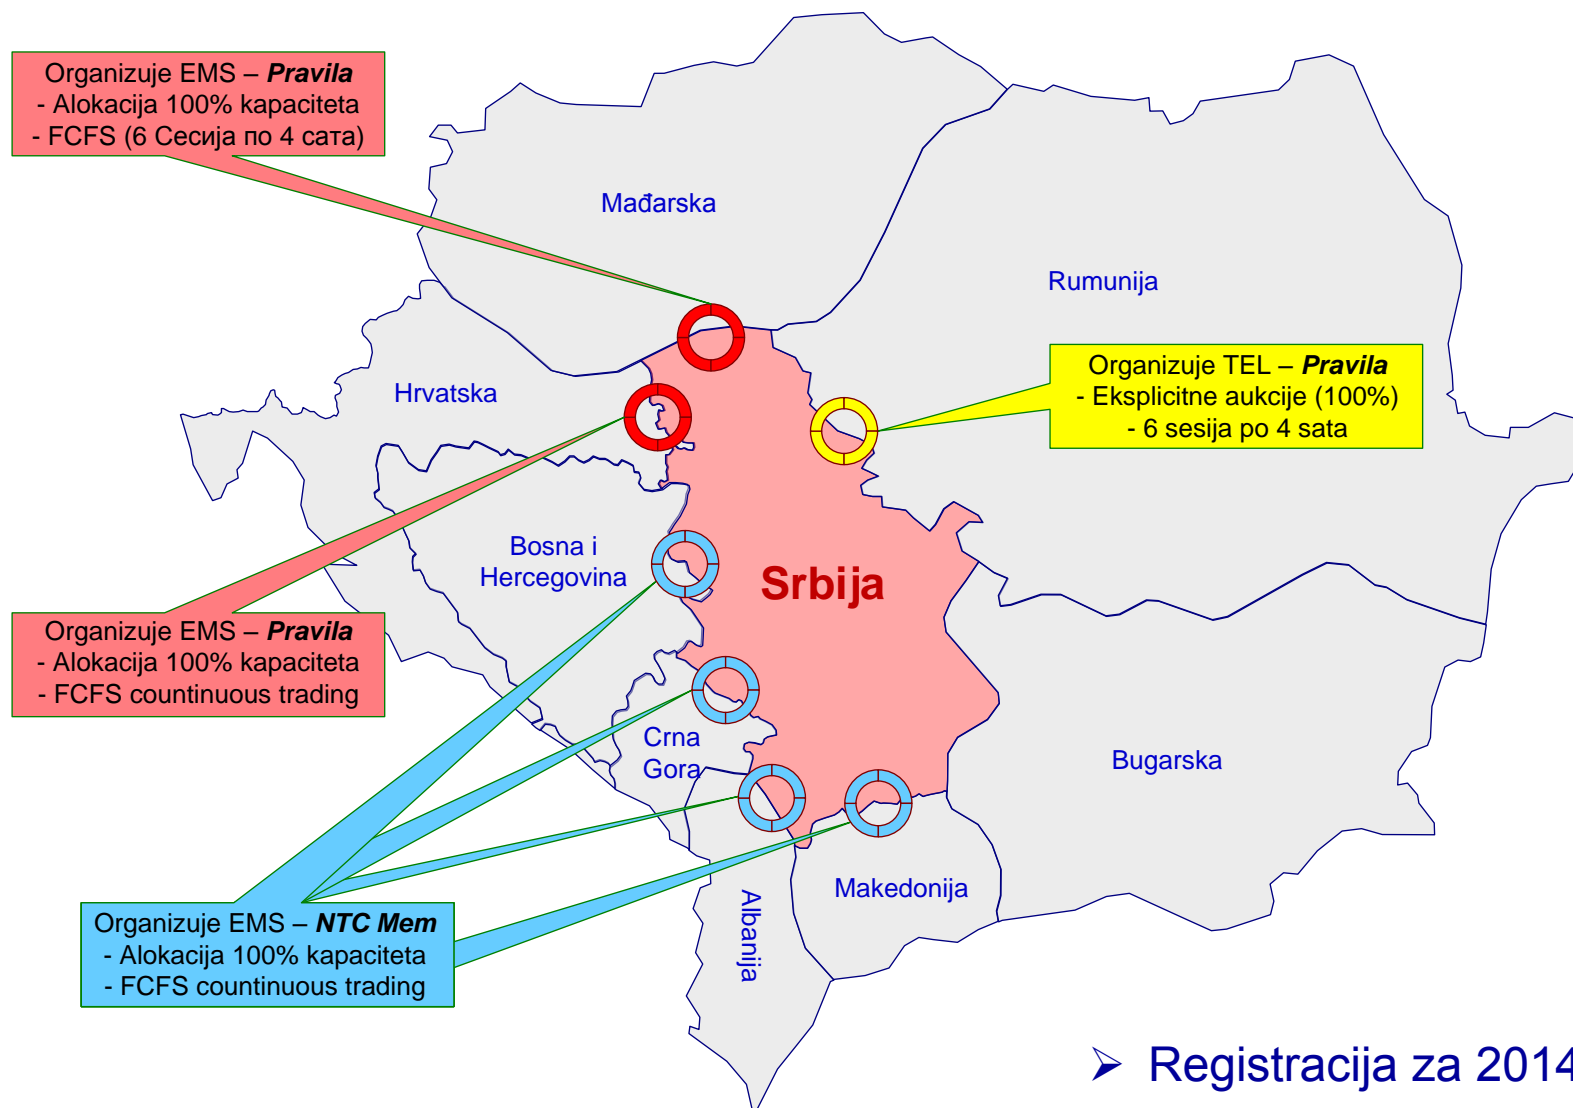 Organizuje EMS – Pravila
- Alokacija 100% kapaciteta
- FCFS (6 Сесија по 4 сата)
Mađarska
Rumunija
Hrvatska
Organizuje TEL – Pravila
- Eksplicitne aukcije (100%)
- 6 sesija po 4 sata
Bosna i
Hercegovina
Srbija
Organizuje EMS – Pravila
- Alokacija 100% kapaciteta
- FCFS countinuous trading
Crna
Gora
Bugarska
Makedonija
Albanija
Organizuje EMS – NTC Mem
- Alokacija 100% kapaciteta
- FCFS countinuous trading
➢ Registracija za 2014